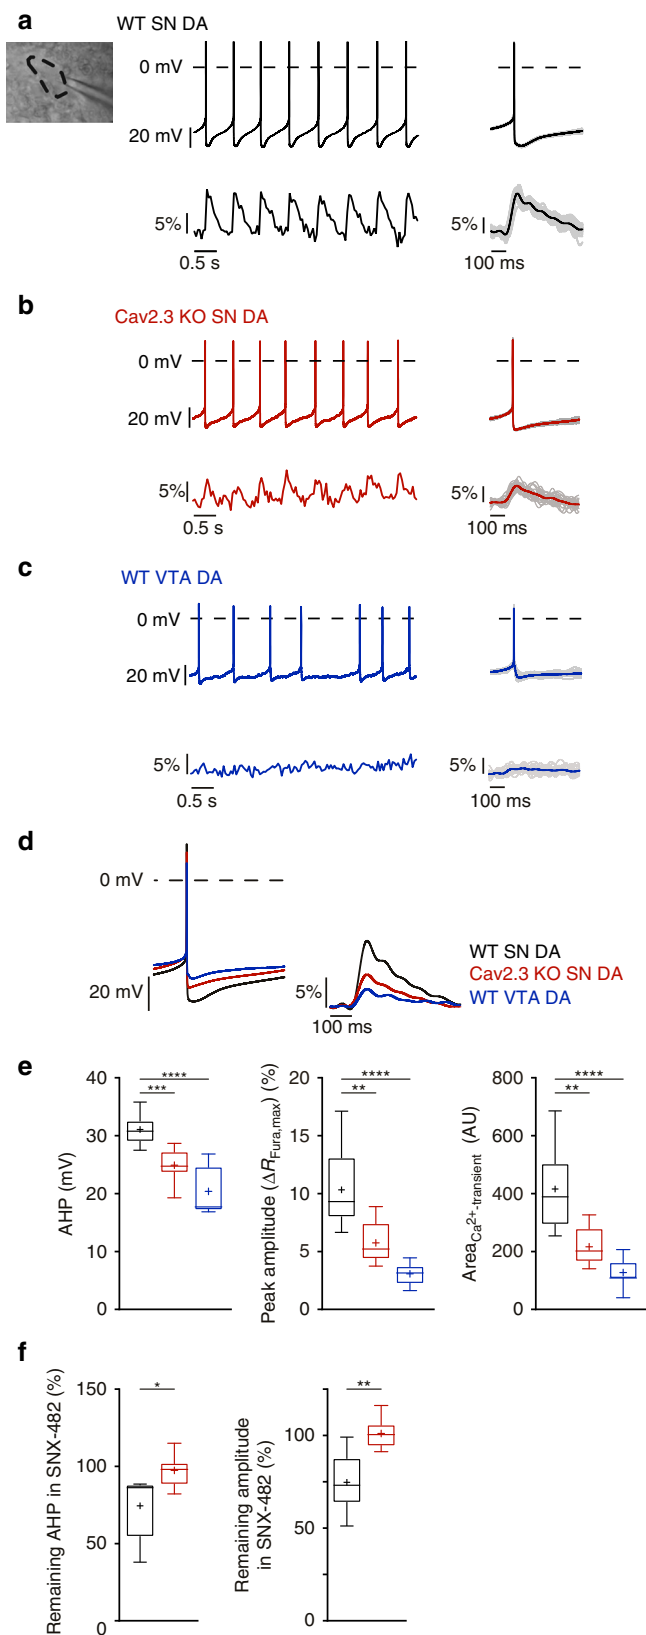 a
WT SN DA
0 mV
20 mV
5%
5%
0.5 s
100 ms
b
Cav2.3 KO SN DA
0 mV
20 mV
5%
5%
0.5 s
100 ms
c
WT VTA DA
0 mV
20 mV
5%
5%
0.5 s
100 ms
d
0 mV
20 mV
5%
100 ms
WT SN DA
Cav2.3 KO SN DA
WT VTA DA
e
AHP (mV)
40
30
20
10
0
****
***
Peak amplitude (ΔR_Fura,max) (%)
20
15
10
5
0
****
**
Area_Ca2+-transient (AU)
800
600
400
200
0
****
**
f
Remaining AHP in SNX-482 (%)
150
100
50
0
*
Remaining amplitude
in SNX-482 (%)
100
50
0
**